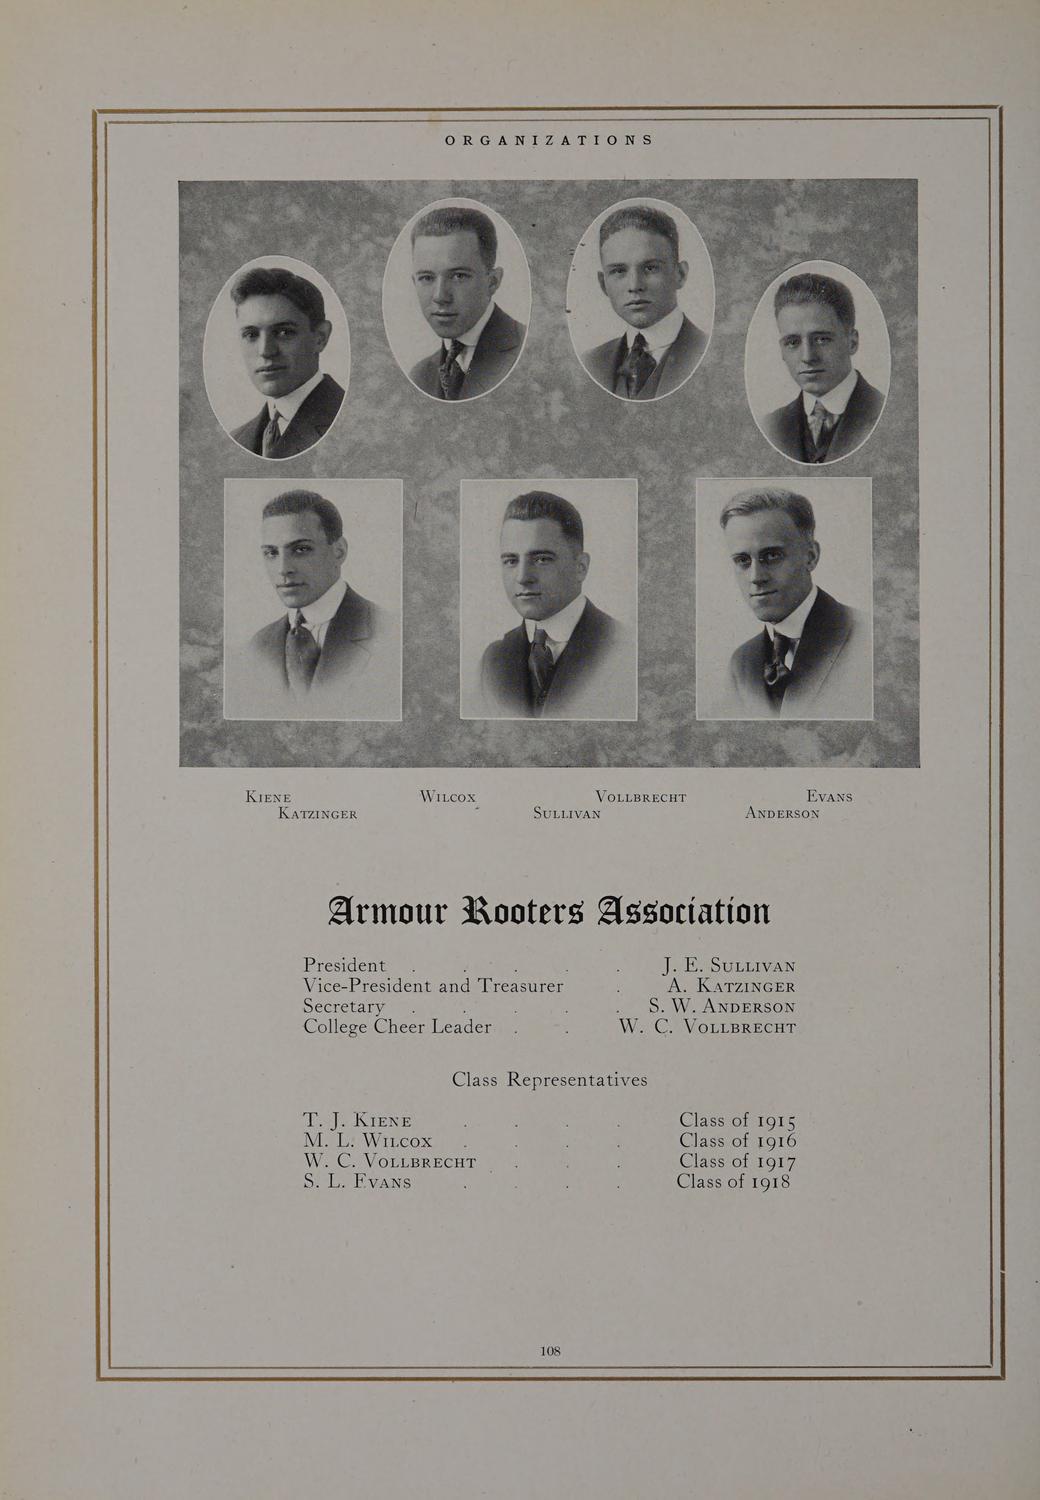 ORGANIZATIONS
KIENE WILCOX VOLLBRECHT EVANS
KATZINGER SULLIVAN ANDERSON
Armour Rooters Association
President . . . . . J. E. SULLIVAN
Vice-President and Treasurer . A. KATZINGER
Secretary . . . . . S. W. ANDERSON
College Cheer Leader . . W. C. VOLLBRECHT
Class Representatives
T. J. KIENE . . . . Class of 1915
M. L. WILCOX . . . . Class of 1916
W. C. VOLLBRECHT . . . Class of 1917
S. L. EVANS . . . . Class of 1918
108